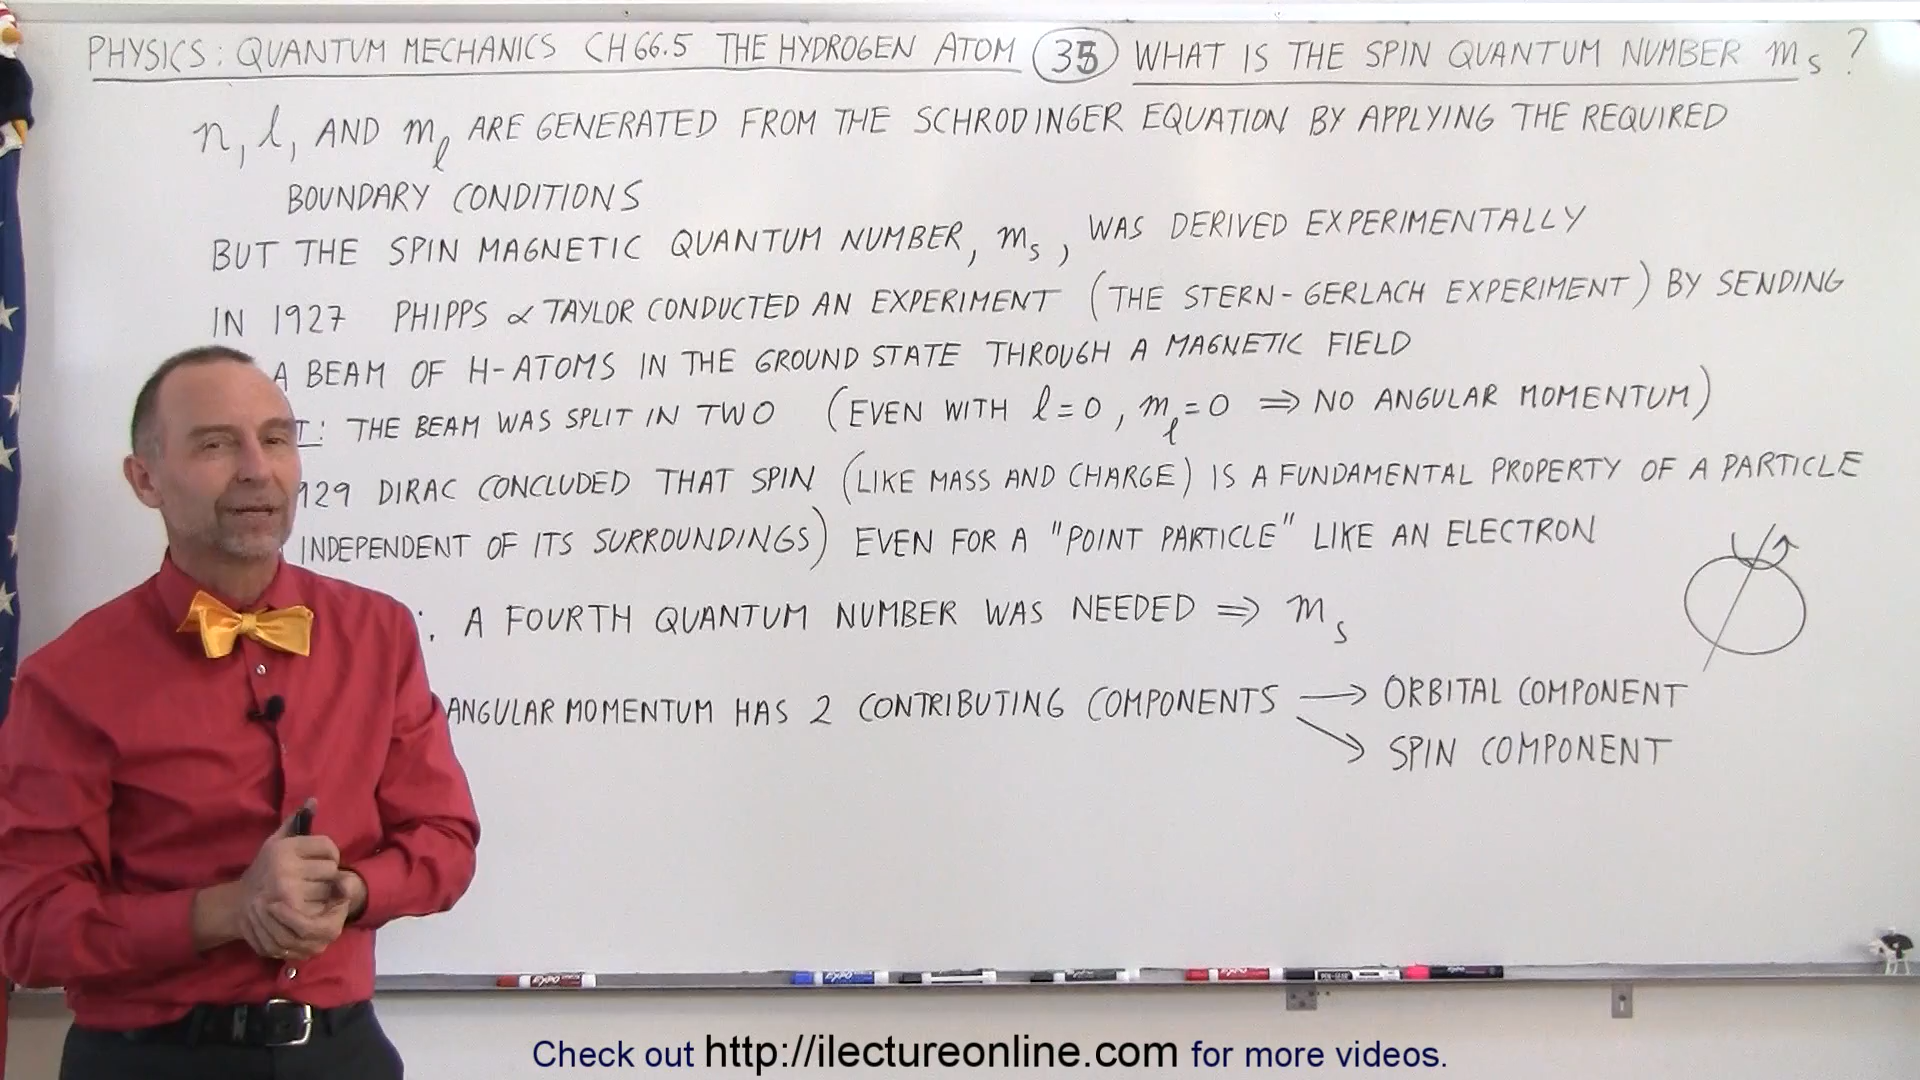 PHYSICS: QUANTUM MECHANICS CH 66.5 THE HYDROGEN ATOM 35 WHAT IS THE SPIN QUANTUM NUMBER ms?
n, l, AND ml ARE GENERATED FROM THE SCHRODINGER EQUATION BY APPLYING THE REQUIRED
BOUNDARY CONDITIONS
BUT THE SPIN MAGNETIC QUANTUM NUMBER, ms, WAS DERIVED EXPERIMENTALLY
IN 1927 PHIPPS & TAYLOR CONDUCTED AN EXPERIMENT (THE STERN-GERLACH EXPERIMENT) BY SENDING
A BEAM OF H-ATOMS IN THE GROUND STATE THROUGH A MAGNETIC FIELD
T: THE BEAM WAS SPLIT IN TWO (EVEN WITH l=0, ml=0 ⇒ NO ANGULAR MOMENTUM)
929 DIRAC CONCLUDED THAT SPIN (LIKE MASS AND CHARGE) IS A FUNDAMENTAL PROPERTY OF A PARTICLE
INDEPENDENT OF ITS SURROUNDINGS) EVEN FOR A "POINT PARTICLE" LIKE AN ELECTRON
: A FOURTH QUANTUM NUMBER WAS NEEDED ⇒ ms
ANGULAR MOMENTUM HAS 2 CONTRIBUTING COMPONENTS → ORBITAL COMPONENT
→ SPIN COMPONENT
Check out http://ilectureonline.com for more videos.